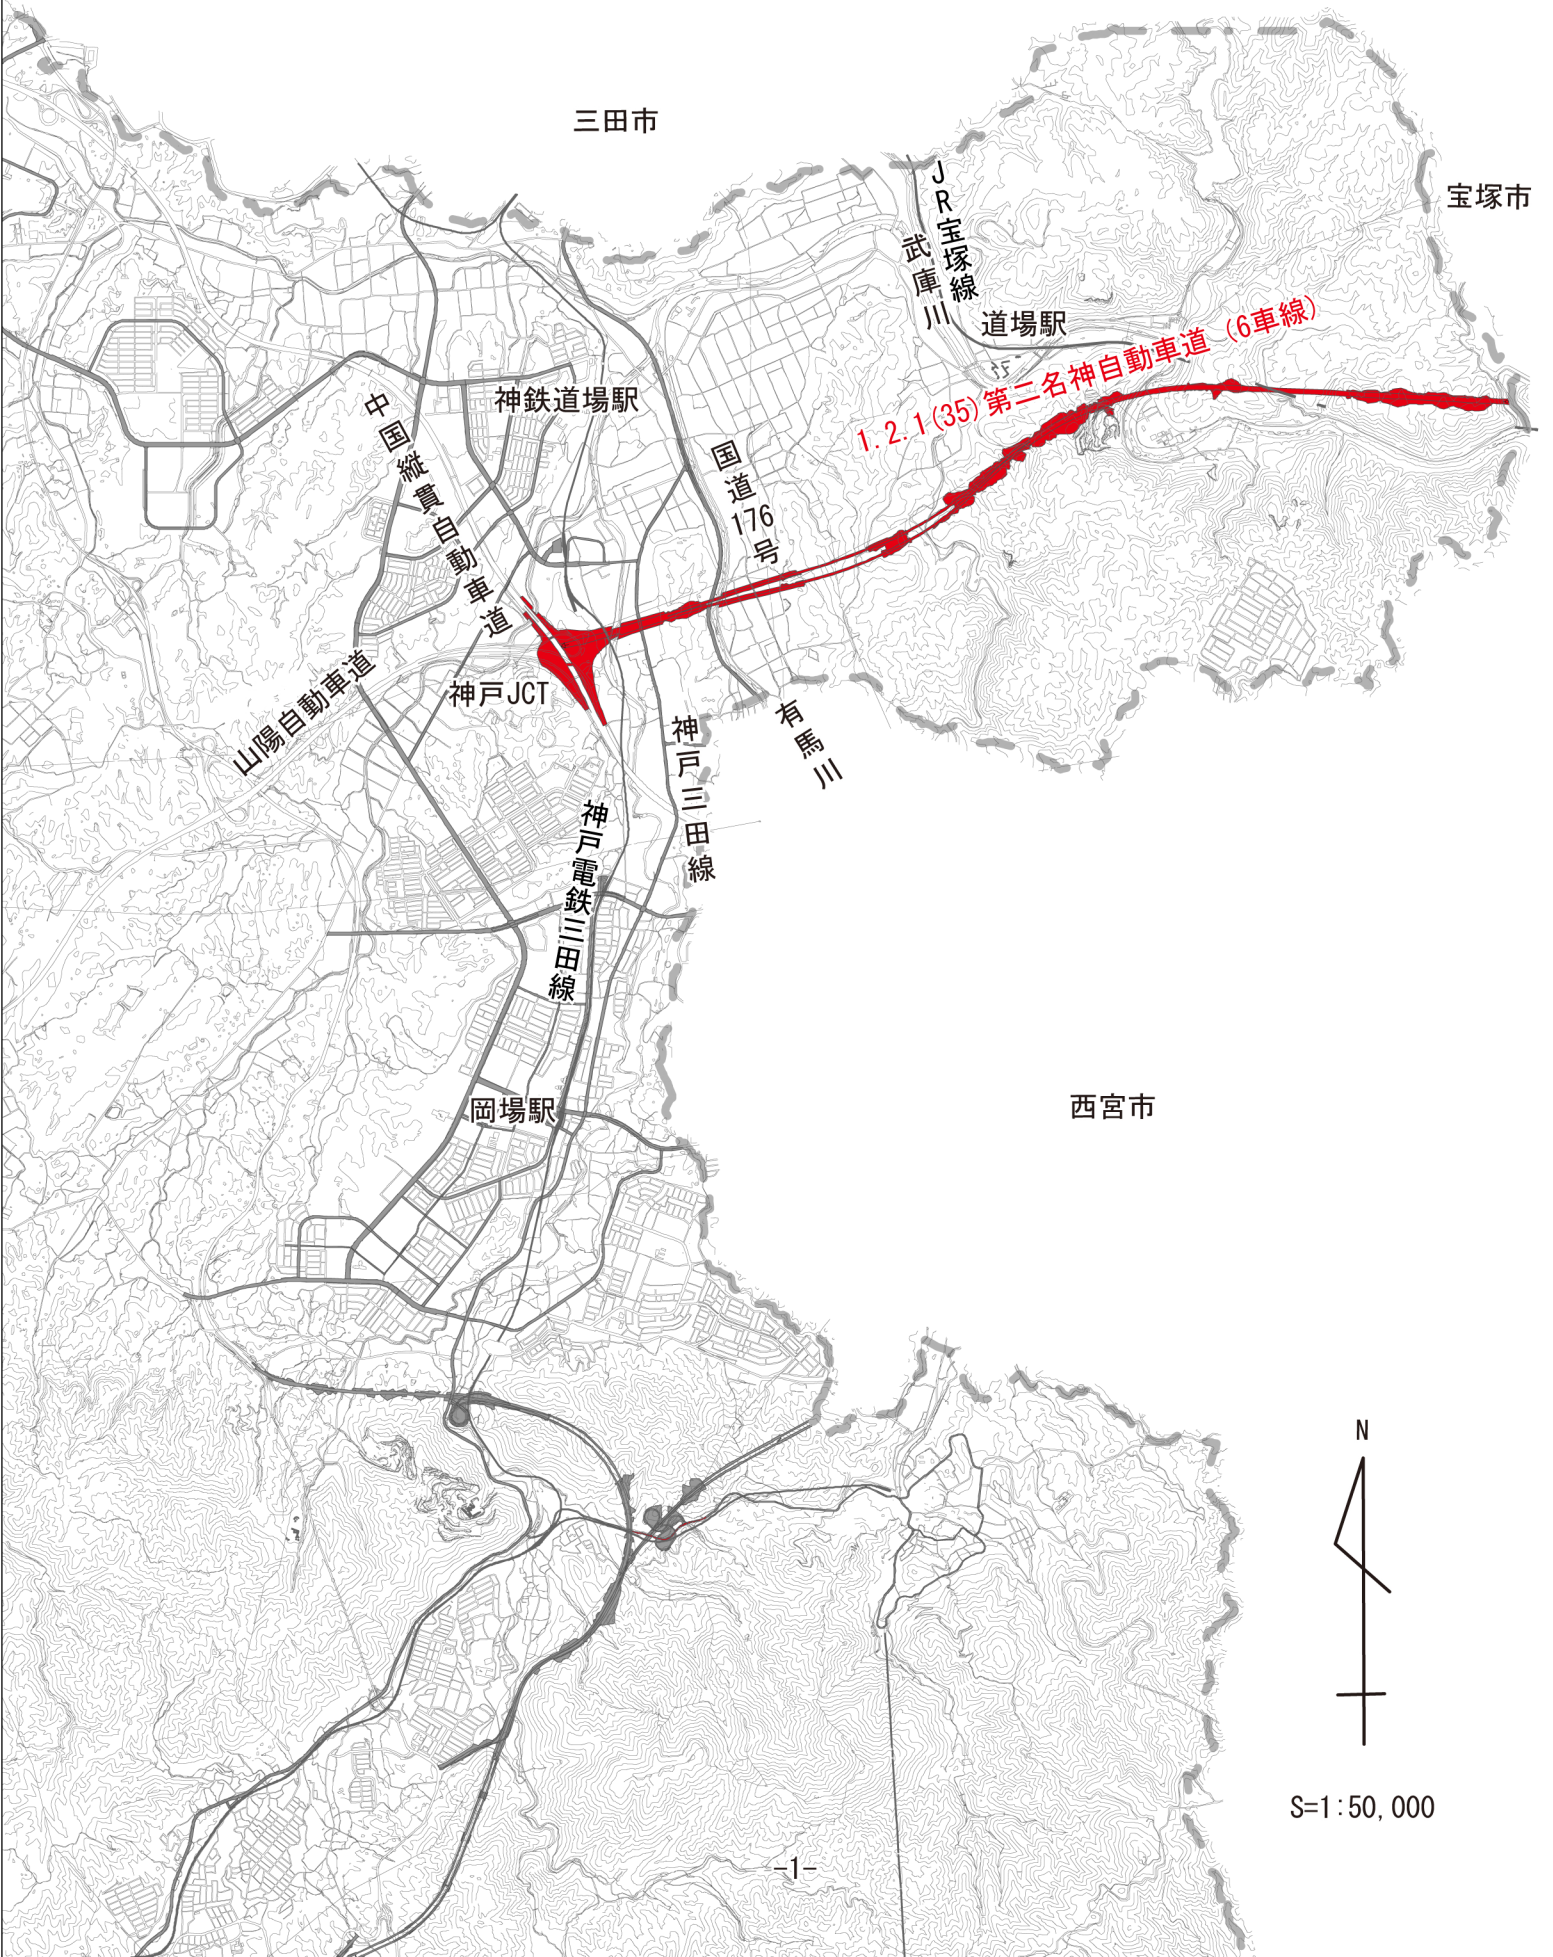 三田市
宝塚市
JR宝塚線
武庫川
道場駅
1.2.1(35)第二名神自動車道 (6車線)
神鉄道場駅
中国縦貫自動車道
国道176号
山陽自動車道
神戸JCT
有馬川
神戸三田線
神戸電鉄三田線
岡場駅
西宮市
N
S=1:50,000
-1-